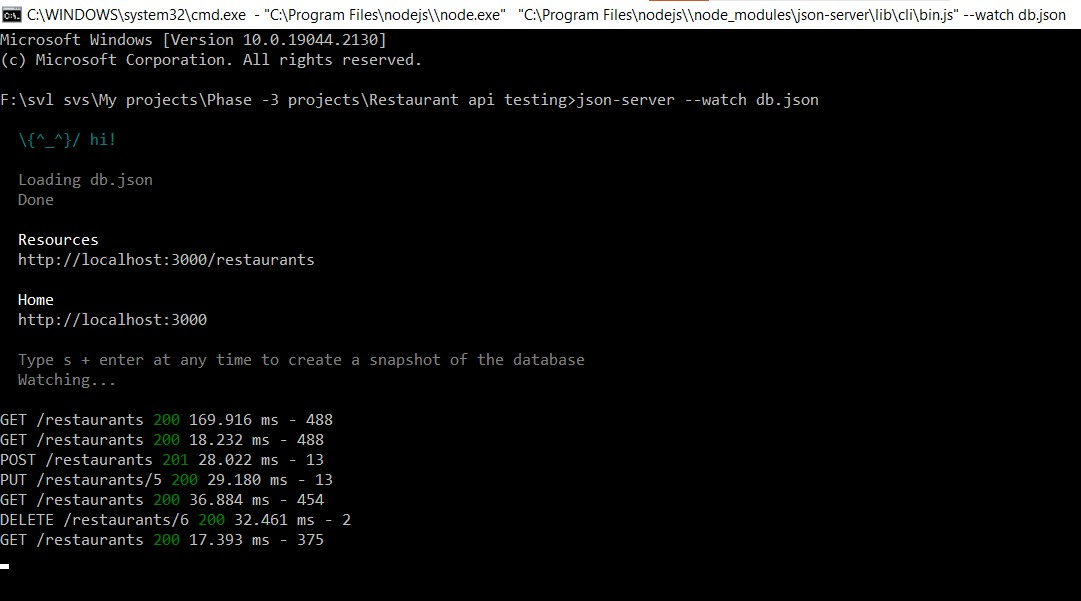 C:\WINDOWS\system32\cmd.exe - "C:\Program Files\nodejs\\node.exe" "C:\Program Files\nodejs\\node_modules\json-server\lib\cli\bin.js" --watch db.json
Microsoft Windows [Version 10.0.19044.2130]
(c) Microsoft Corporation. All rights reserved.
F:\svl svs\My projects\Phase -3 projects\Restaurant api testing>json-server --watch db.json
\{^_^}/ hi!
Loading db.json
Done
Resources
http://localhost:3000/restaurants
Home
http://localhost:3000
Type s + enter at any time to create a snapshot of the database
Watching...
GET /restaurants 200 169.916 ms - 488
GET /restaurants 200 18.232 ms - 488
POST /restaurants 201 28.022 ms - 13
PUT /restaurants/5 200 29.180 ms - 13
GET /restaurants 200 36.884 ms - 454
DELETE /restaurants/6 200 32.461 ms - 2
GET /restaurants 200 17.393 ms - 375